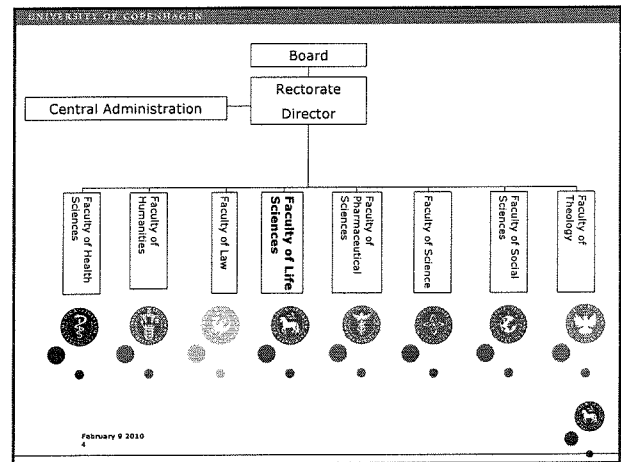 UNIVERSITY OF COPENHAGEN
Board
Rectorate
Director
Central Administration
Faculty of Health
Sciences
Faculty of
Humanities
Faculty of Law
Faculty of Life
Sciences
Faculty of
Pharmaceutical
Sciences
Faculty of Science
Faculty of Social
Sciences
Faculty of
Theology
February 9 2010
4